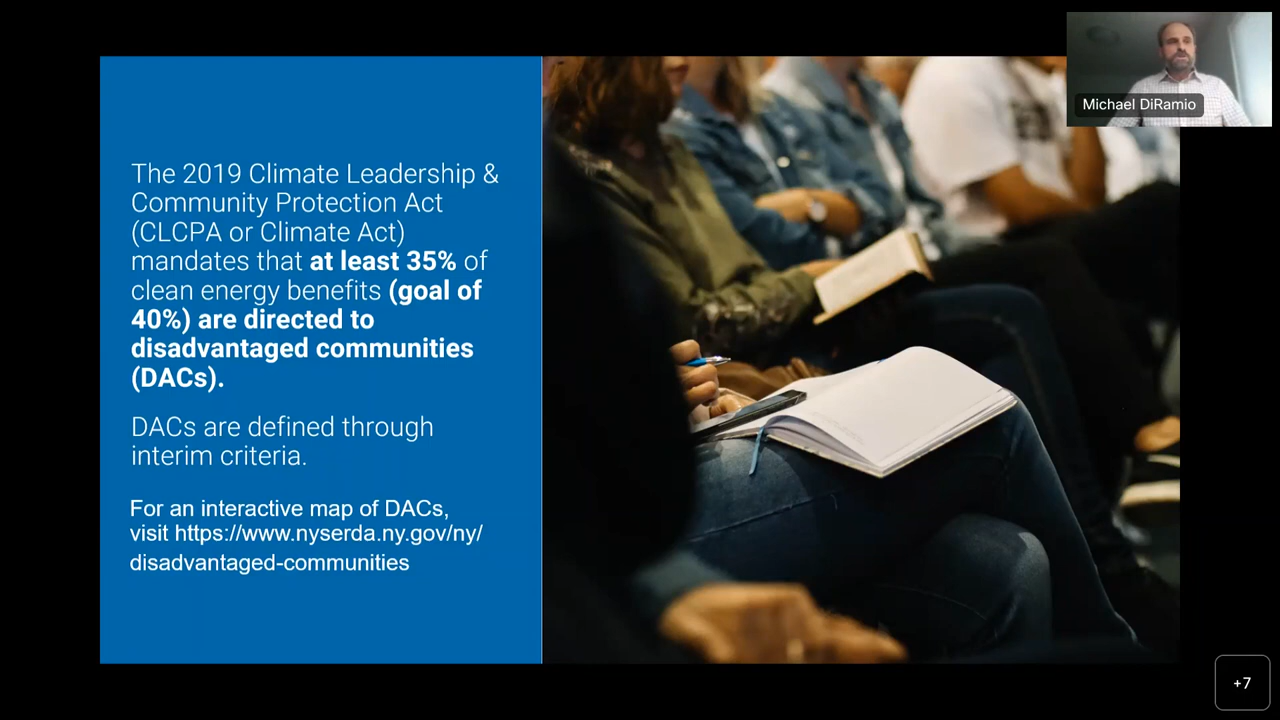 Michael DiRamio
The 2019 Climate Leadership &
Community Protection Act
(CLCPA or Climate Act)
mandates that at least 35% of
clean energy benefits (goal of
40%) are directed to
disadvantaged communities
(DACs).
DACs are defined through
interim criteria.
For an interactive map of DACs,
visit https://www.nyserda.ny.gov/ny/
disadvantaged-communities
+7